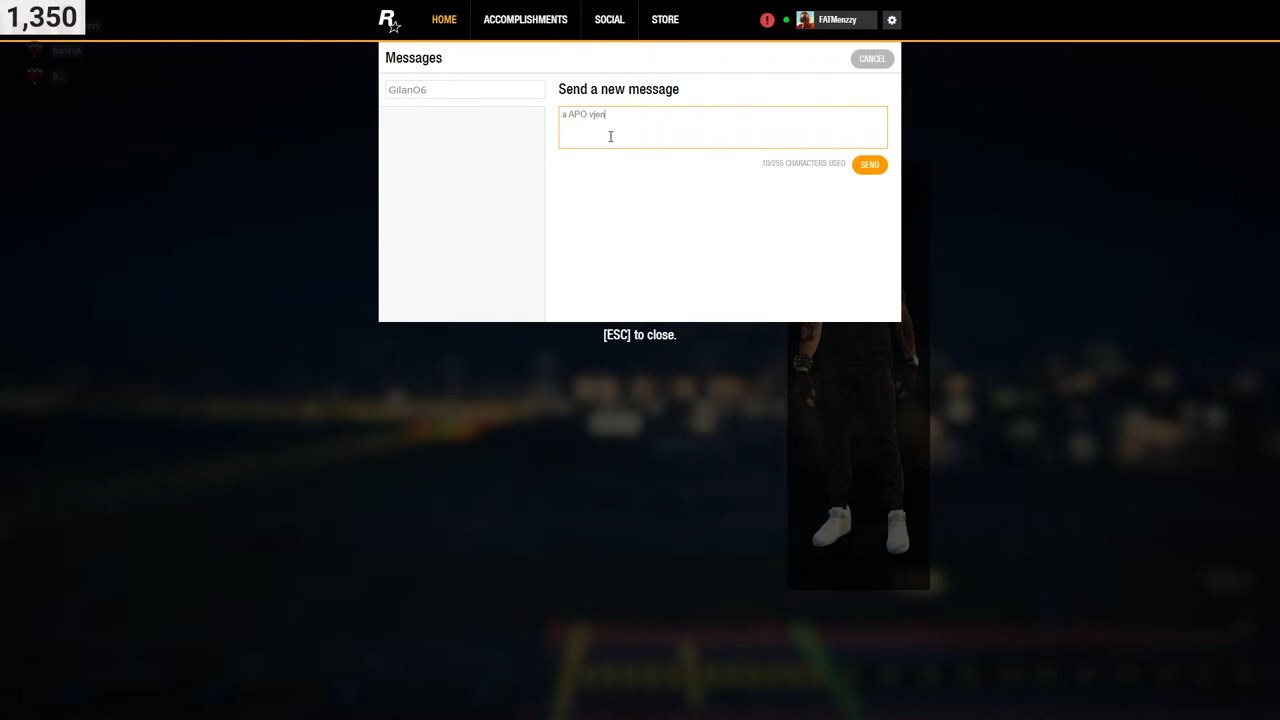 1,350
R
HOME
ACCOMPLISHMENTS
SOCIAL
STORE
FATMenzzy
Messages
CANCEL
GilanO6
Send a new message
a APO vjen
10/255 CHARACTERS USED
SEND
[ESC] to close.